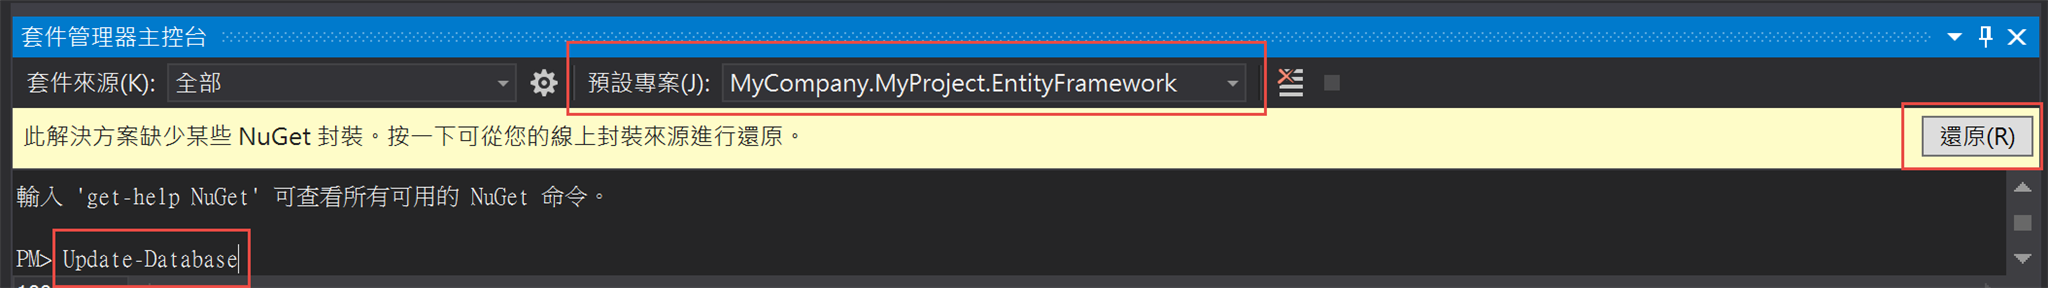 套件管理器主控台
套件來源(K): 全部 預設專案(J): MyCompany.MyProject.EntityFramework
此解決方案缺少某些 NuGet 封裝。按一下可從您的線上封裝來源進行還原。 還原(R)
輸入 'get-help NuGet' 可查看所有可用的 NuGet 命令。
PM> Update-Database